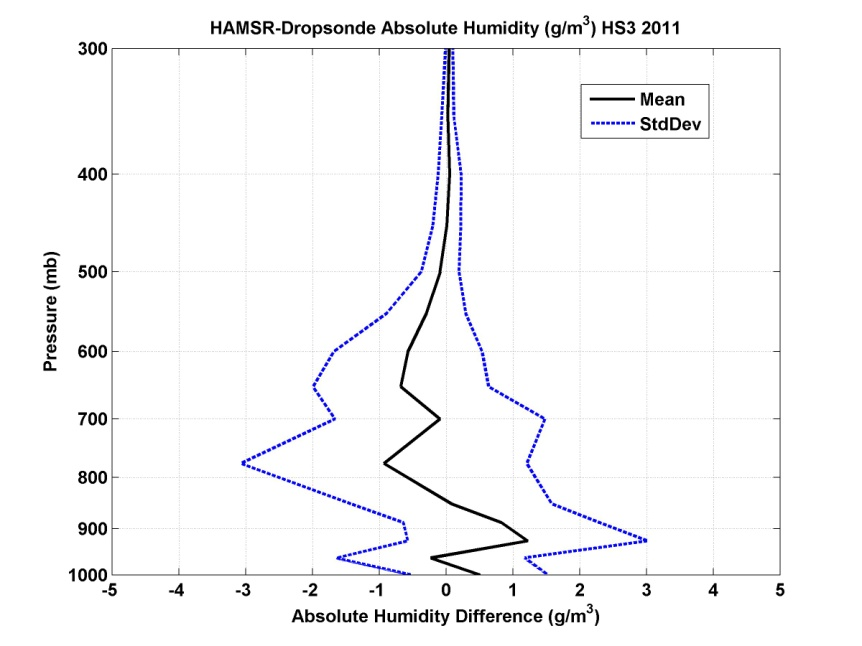 HAMSR-Dropsonde Absolute Humidity (g/m³) HS3 2011
Mean
StdDev
Pressure (mb)
300
400
500
600
700
800
900
1000
-5 -4 -3 -2 -1 0 1 2 3 4 5
Absolute Humidity Difference (g/m³)